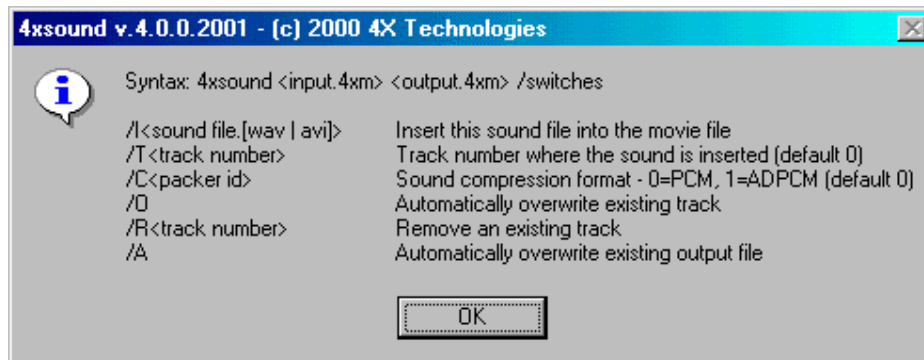 4xsound v.4.0.0.2001 - (c) 2000 4X Technologies
Syntax: 4xsound <input.4xm> <output.4xm> /switches
/I<sound file.[wav | avi]> Insert this sound file into the movie file
/T<track number> Track number where the sound is inserted (default 0)
/C<packer id> Sound compression format - 0=PCM, 1=ADPCM (default 0)
/O Automatically overwrite existing track
/R<track number> Remove an existing track
/A Automatically overwrite existing output file
OK